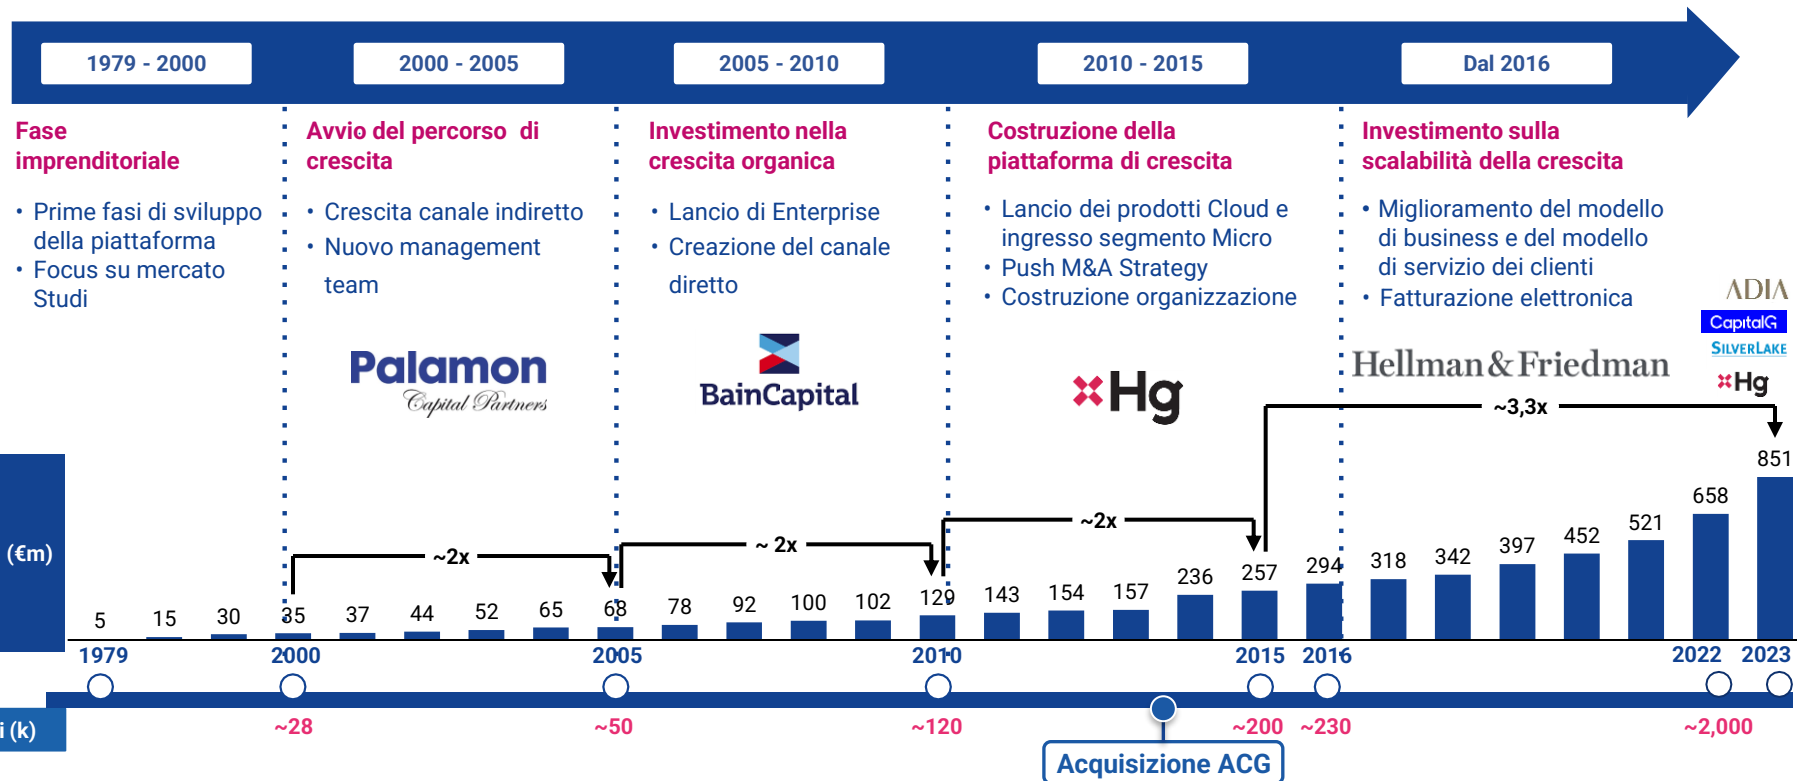 1979 - 2000
2000 - 2005
2005 - 2010
2010 - 2015
Dal 2016
Fase
imprenditoriale
• Prime fasi di sviluppo
della piattaforma
• Focus su mercato
Studi
Avvio del percorso di
crescita
• Crescita canale indiretto
• Nuovo management
team
Palamon
Capital Partners
Investimento nella
crescita organica
• Lancio di Enterprise
• Creazione del canale
diretto
BainCapital
Costruzione della
piattaforma di crescita
• Lancio dei prodotti Cloud e
ingresso segmento Micro
• Push M&A Strategy
• Costruzione organizzazione
Hg
Investimento sulla
scalabilità della crescita
• Miglioramento del modello
di business e del modello
di servizio dei clienti
• Fatturazione elettronica
Hellman & Friedman
ADIA
CapitalG
SILVERLAKE
Hg
~2x
~ 2x
~2x
~3,3x
(€m)
5 15 30 35 37 44 52 65 68 78 92 100 102 129 143 154 157 236 257 294 318 342 397 452 521 658 851
1979 2000 2005 2010 2015 2016 2022 2023
i (k)
~28 ~50 ~120 ~200 ~230 ~2,000
Acquisizione ACG